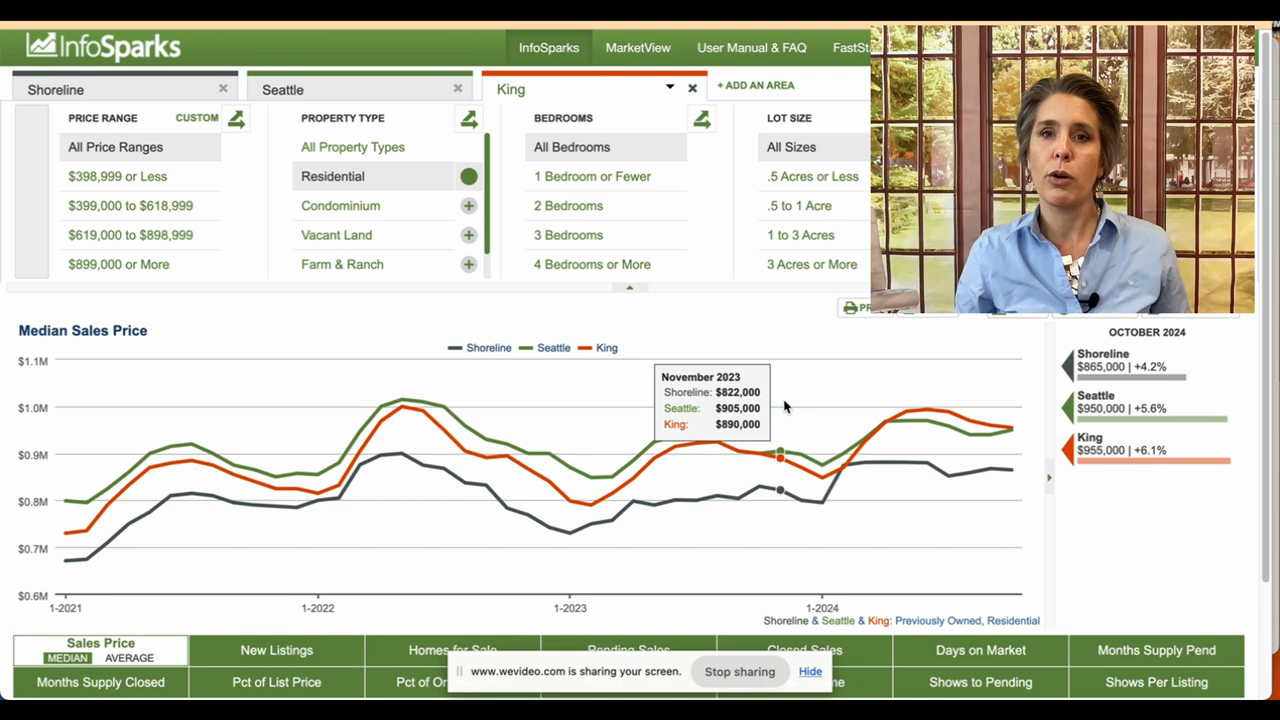 InfoSparks
InfoSparks MarketView User Manual & FAQ FastSt
Shoreline Seattle King + ADD AN AREA
PRICE RANGE CUSTOM PROPERTY TYPE BEDROOMS LOT SIZE
All Price Ranges All Property Types All Bedrooms All Sizes
$398,999 or Less Residential 1 Bedroom or Fewer .5 Acres or Less
$399,000 to $618,999 Condominium 2 Bedrooms .5 to 1 Acre
$619,000 to $898,999 Vacant Land 3 Bedrooms 1 to 3 Acres
$899,000 or More Farm & Ranch 4 Bedrooms or More 3 Acres or More
Median Sales Price
Shoreline Seattle King
$1.1M
$1.0M
$0.9M
$0.8M
$0.7M
$0.6M
November 2023
Shoreline: $822,000
Seattle: $905,000
King: $890,000
1-2021 1-2022 1-2023 1-2024
Shoreline & Seattle & King: Previously Owned, Residential
OCTOBER 2024
Shoreline
$865,000 | +4.2%
Seattle
$950,000 | +5.6%
King
$955,000 | +6.1%
Sales Price
MEDIAN AVERAGE
New Listings Homes for Sale Pending Sales Closed Sales Days on Market Months Supply Pend
Months Supply Closed Pct of List Price Pct of Or Shows to Pending Shows Per Listing
www.wevideo.com is sharing your screen. Stop sharing Hide